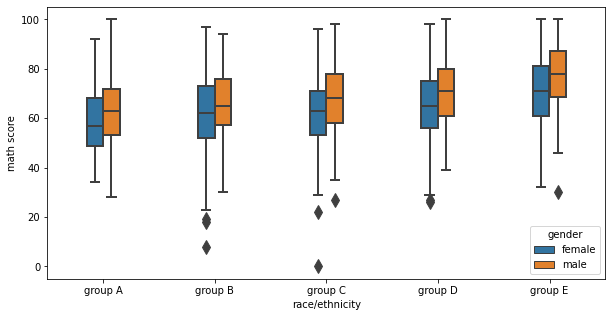 100
80
60
40
20
0
math score
group A group B group C group D group E
race/ethnicity
gender
female
male